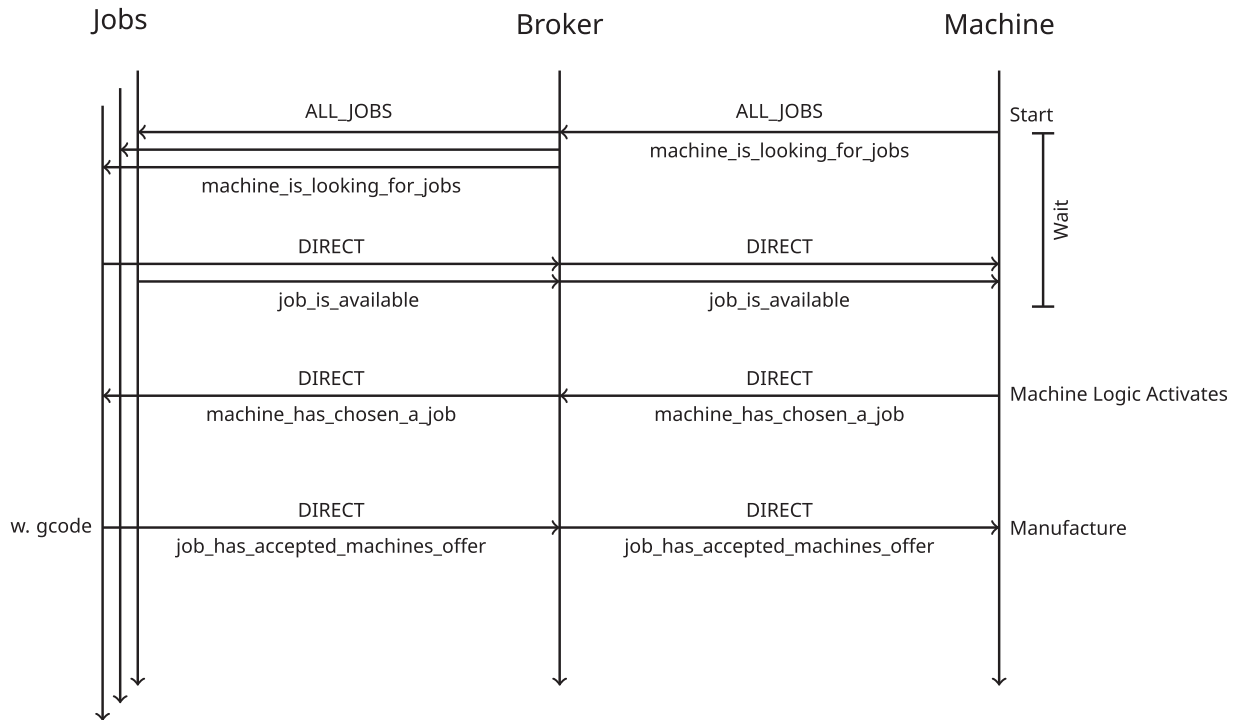 Jobs
Broker
Machine
ALL_JOBS
ALL_JOBS
Start
machine_is_looking_for_jobs
machine_is_looking_for_jobs
Wait
DIRECT
DIRECT
job_is_available
job_is_available
DIRECT
DIRECT
Machine Logic Activates
machine_has_chosen_a_job
machine_has_chosen_a_job
DIRECT
DIRECT
w. gcode
Manufacture
job_has_accepted_machines_offer
job_has_accepted_machines_offer